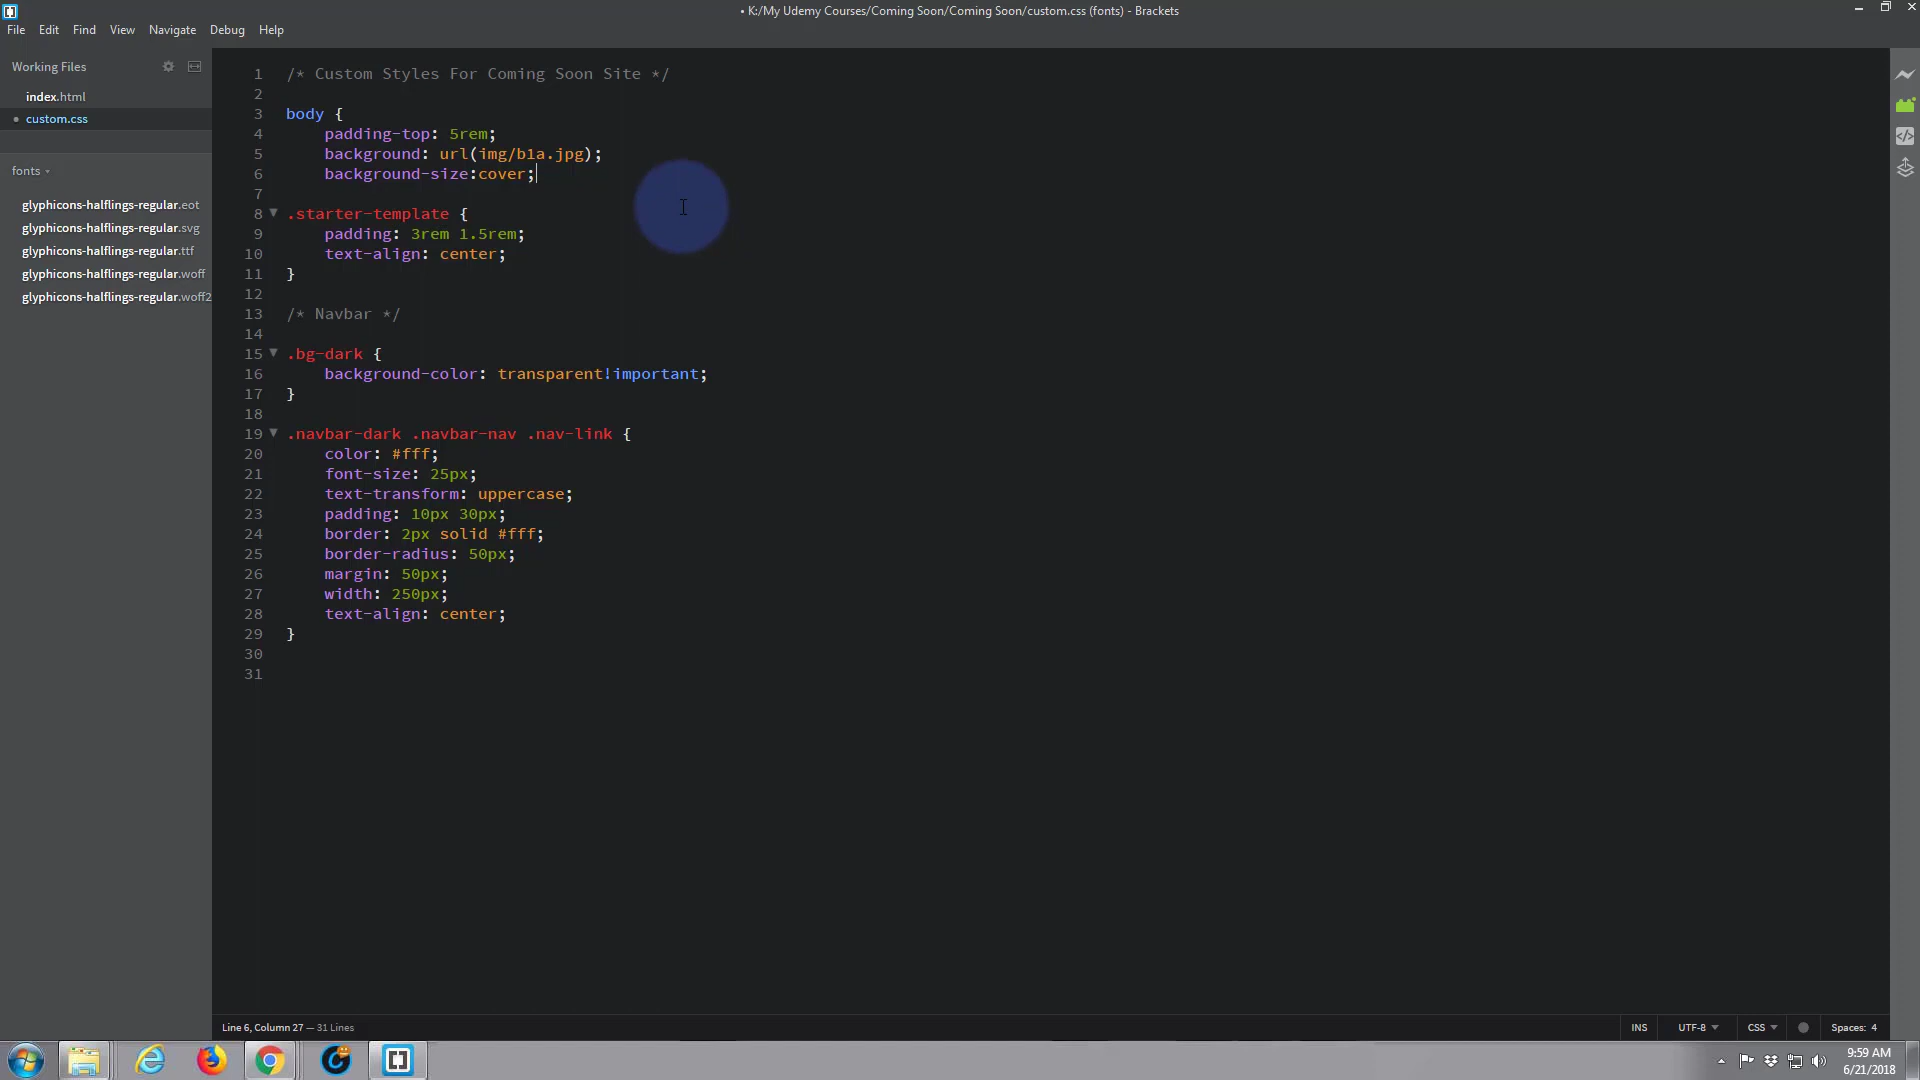 • K:/My Udemy Courses/Coming Soon/Coming Soon/custom.css (fonts) - Brackets
File Edit Find View Navigate Debug Help
Working Files
index.html
• custom.css
fonts
glyphicons-halflings-regular.eot
glyphicons-halflings-regular.svg
glyphicons-halflings-regular.ttf
glyphicons-halflings-regular.woff
glyphicons-halflings-regular.woff2
1 /* Custom Styles For Coming Soon Site */
2
3 body {
4 padding-top: 5rem;
5 background: url(img/b1a.jpg);
6 background-size:cover;
7
8 .starter-template {
9 padding: 3rem 1.5rem;
10 text-align: center;
11 }
12
13 /* Navbar */
14
15 .bg-dark {
16 background-color: transparent!important;
17 }
18
19 .navbar-dark .navbar-nav .nav-link {
20 color: #fff;
21 font-size: 25px;
22 text-transform: uppercase;
23 padding: 10px 30px;
24 border: 2px solid #fff;
25 border-radius: 50px;
26 margin: 50px;
27 width: 250px;
28 text-align: center;
29 }
30
31
Line 6, Column 27 — 31 Lines
INS UTF-8 CSS Spaces: 4
9:59 AM
6/21/2018